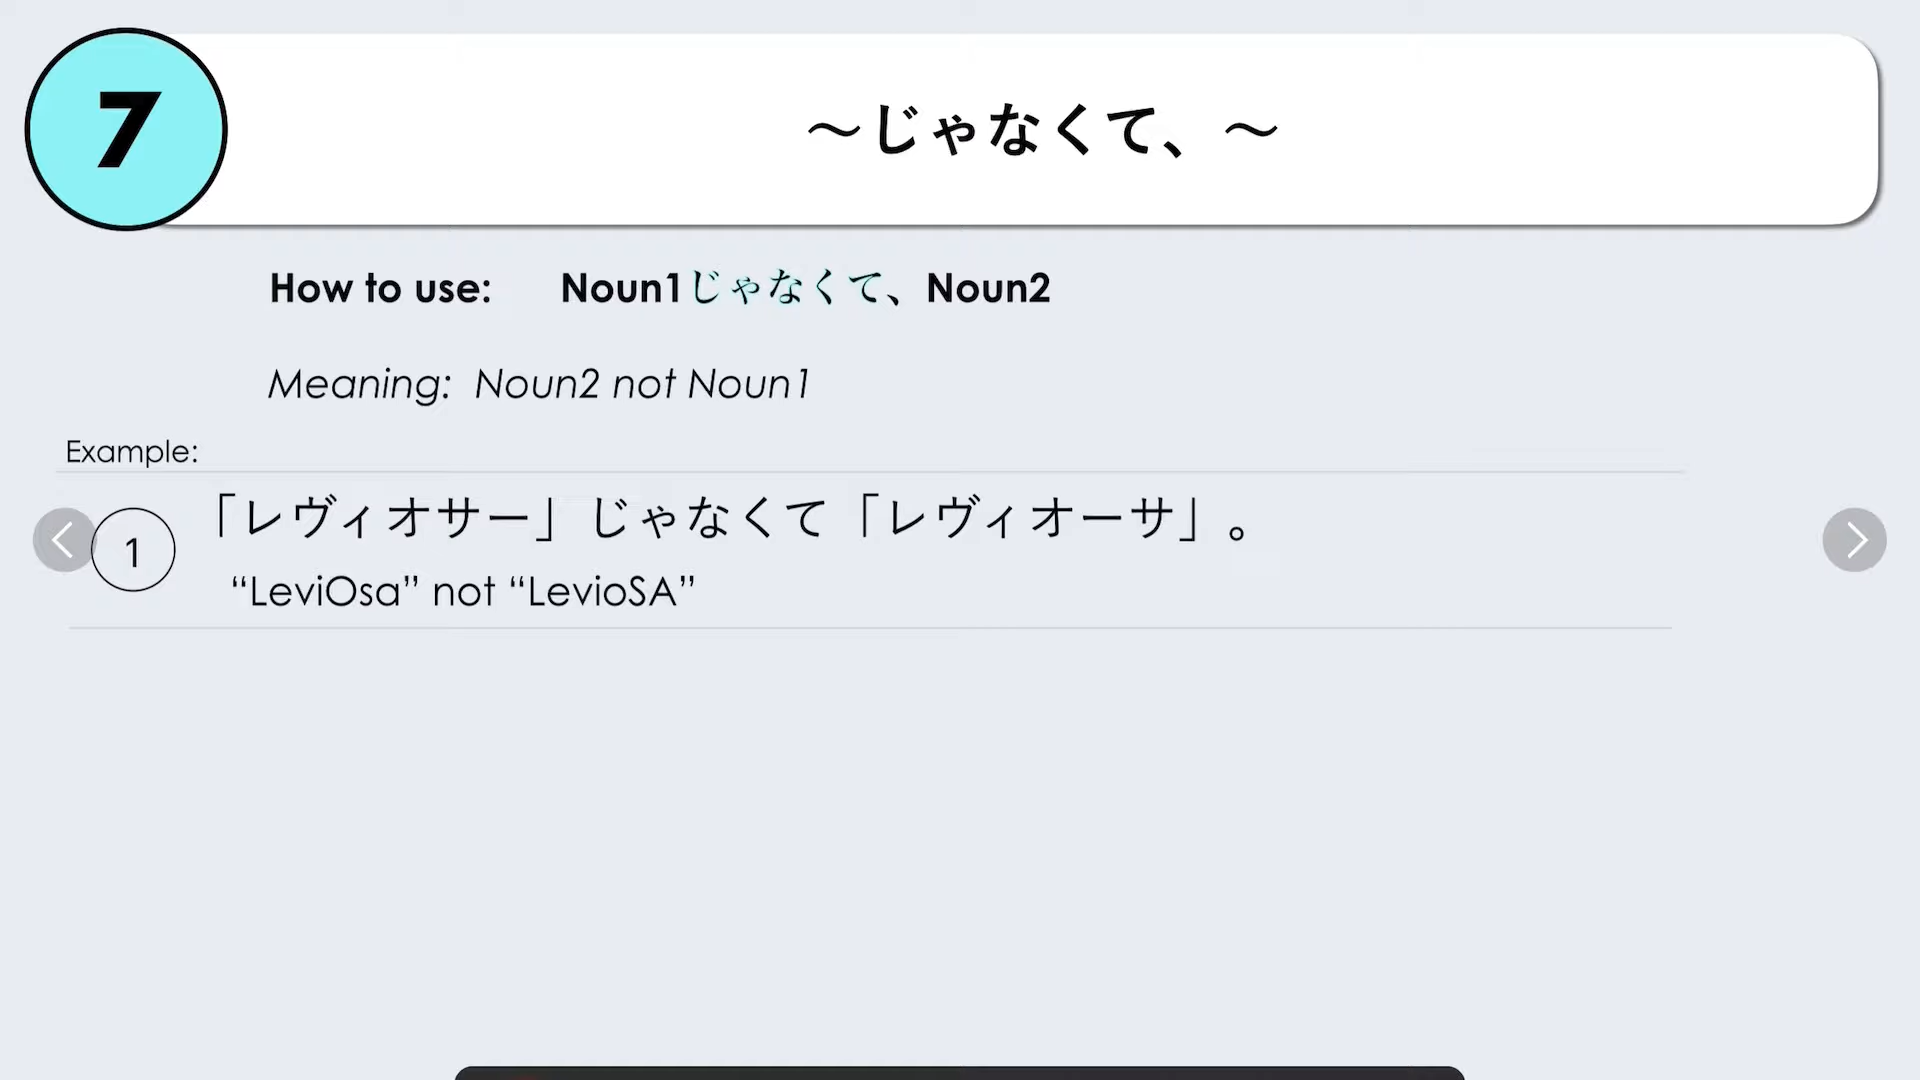 7
～じゃなくて、～
How to use: Noun1じゃなくて、Noun2
Meaning: Noun2 not Noun1
Example:
1
「レヴィオサー」じゃなくて「レヴィオーサ」。
“LeviOsa” not “LevioSA”